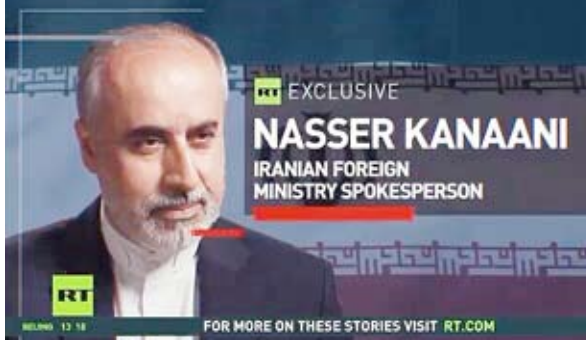 RT EXCLUSIVE
NASSER KANAANI
IRANIAN FOREIGN
MINISTRY SPOKESPERSON
RT
BEIJING 13 18
FOR MORE ON THESE STORIES VISIT RT.COM